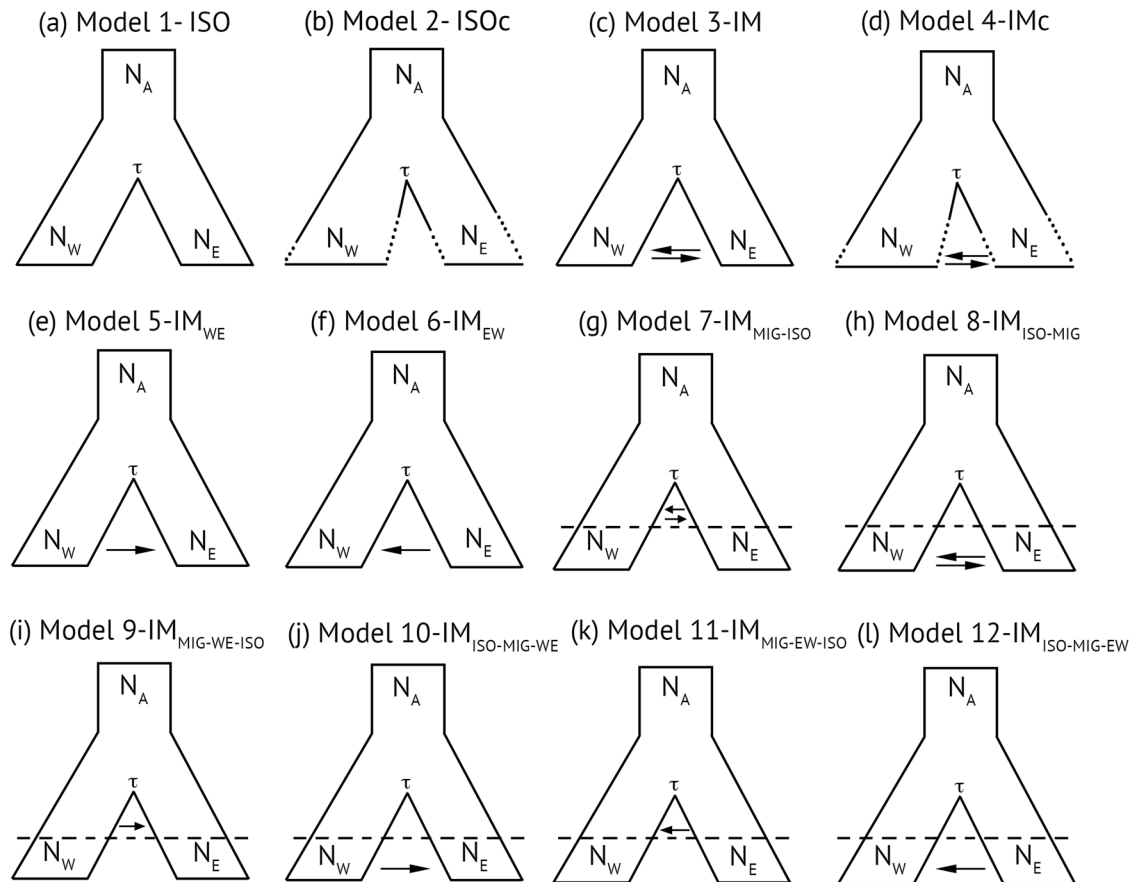 (a) Model 1- ISO
(b) Model 2- ISOc
(c) Model 3-IM
(d) Model 4-IMc
N_A
N_A
N_A
N_A
τ
τ
τ
τ
N_W
N_E
N_W
N_E
N_W
N_E
N_W
N_E
(e) Model 5-IM_WE
(f) Model 6-IM_EW
(g) Model 7-IM_MIG-ISO
(h) Model 8-IM_ISO-MIG
N_A
N_A
N_A
N_A
τ
τ
τ
τ
N_W
N_E
N_W
N_E
N_W
N_E
N_W
N_E
(i) Model 9-IM_MIG-WE-ISO
(j) Model 10-IM_ISO-MIG-WE
(k) Model 11-IM_MIG-EW-ISO
(l) Model 12-IM_ISO-MIG-EW
N_A
N_A
N_A
N_A
τ
τ
τ
τ
N_W
N_E
N_W
N_E
N_W
N_E
N_W
N_E